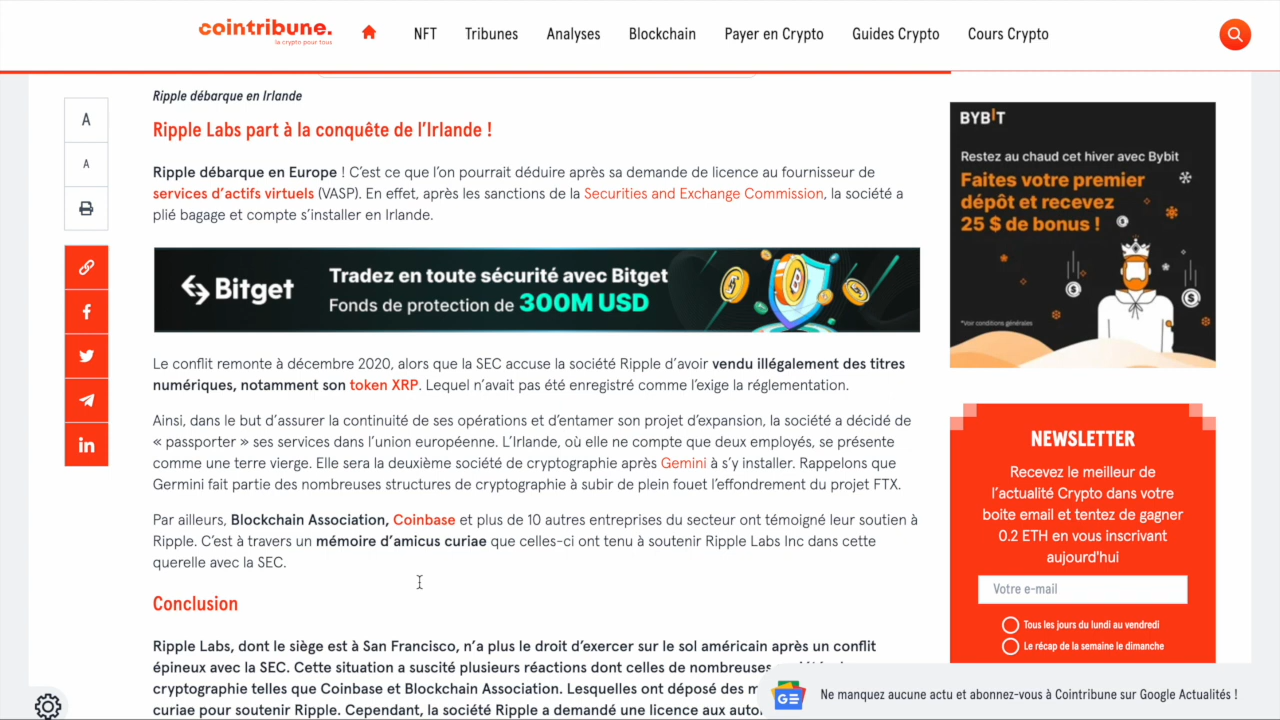 cointribune.
la crypto pour tous
NFT
Tribunes
Analyses
Blockchain
Payer en Crypto
Guides Crypto
Cours Crypto
A
A
Ripple débarque en Irlande
Ripple Labs part à la conquête de l'Irlande !
Ripple débarque en Europe ! C'est ce que l'on pourrait déduire après sa demande de licence au fournisseur de
services d'actifs virtuels (VASP). En effet, après les sanctions de la Securities and Exchange Commission, la société a
plié bagage et compte s'installer en Irlande.
Bitget
Tradez en toute sécurité avec Bitget
Fonds de protection de 300M USD
Le conflit remonte à décembre 2020, alors que la SEC accuse la société Ripple d'avoir vendu illégalement des titres
numériques, notamment son token XRP. Lequel n'avait pas été enregistré comme l'exige la réglementation.
Ainsi, dans le but d'assurer la continuité de ses opérations et d'entamer son projet d'expansion, la société a décidé de
« passporter » ses services dans l'union européenne. L'Irlande, où elle ne compte que deux employés, se présente
comme une terre vierge. Elle sera la deuxième société de cryptographie après Gemini à s'y installer. Rappelons que
Germini fait partie des nombreuses structures de cryptographie à subir de plein fouet l'effondrement du projet FTX.
Par ailleurs, Blockchain Association, Coinbase et plus de 10 autres entreprises du secteur ont témoigné leur soutien à
Ripple. C'est à travers un mémoire d'amicus curiae que celles-ci ont tenu à soutenir Ripple Labs Inc dans cette
querelle avec la SEC.
Conclusion
Ripple Labs, dont le siège est à San Francisco, n'a plus le droit d'exercer sur le sol américain après un conflit
épineux avec la SEC. Cette situation a suscité plusieurs réactions dont celles de nombreuses
cryptographie telles que Coinbase et Blockchain Association. Lesquelles ont déposé des
curiae pour soutenir Ripple. Cependant, la société Ripple a demandé une licence aux
BYBIT
Restez au chaud cet hiver avec Bybit
Faites votre premier
dépôt et recevez
25 $ de bonus !
*Voir conditions générales
NEWSLETTER
Recevez le meilleur de
l'actualité Crypto dans votre
boite email et tentez de gagner
0.2 ETH en vous inscrivant
aujourd'hui
Votre e-mail
Tous les jours du lundi au vendredi
Le récap de la semaine le dimanche
Ne manquez aucune actu et abonnez-vous à Cointribune sur Google Actualités !